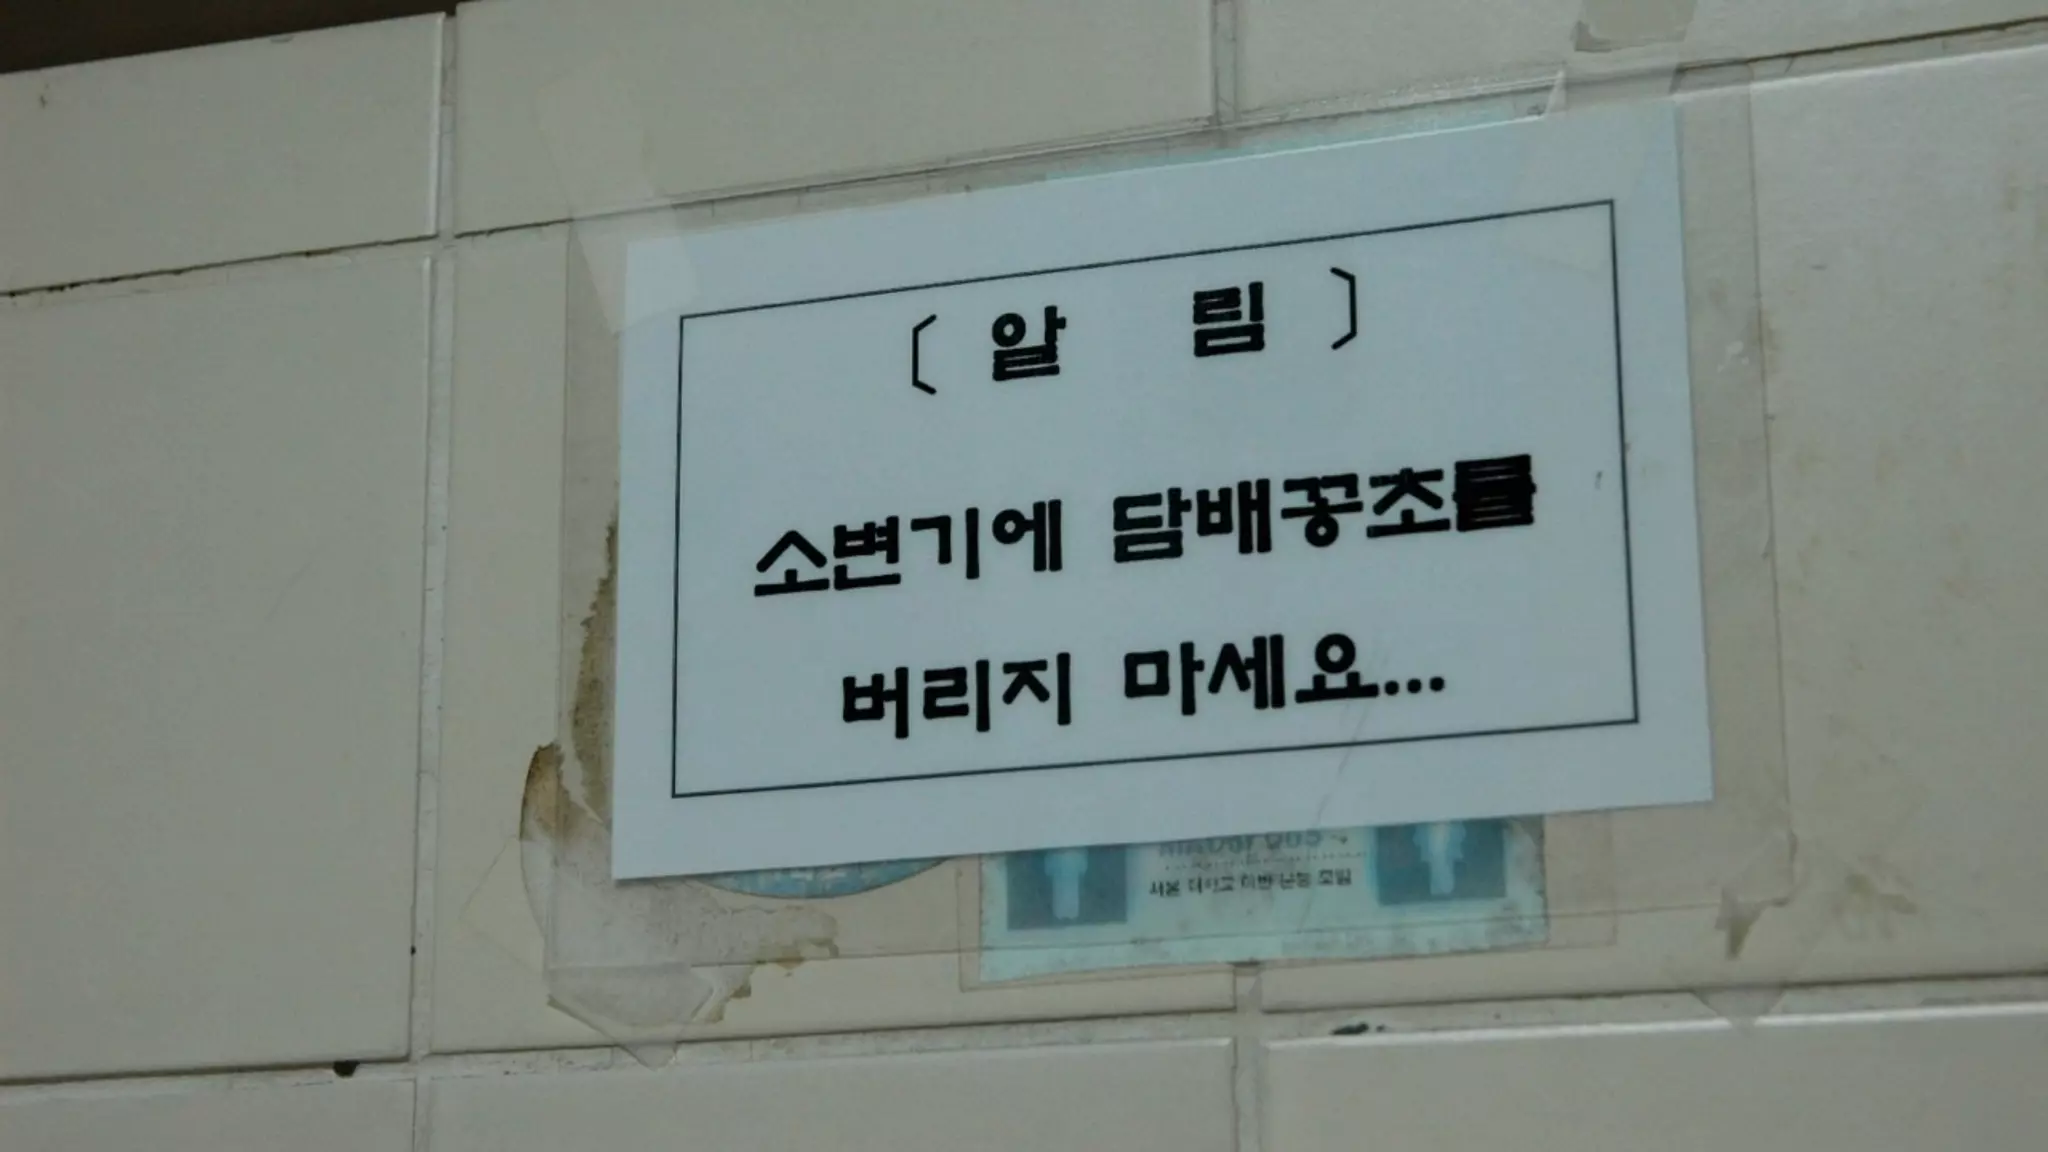 〔 알 림 〕
소변기에 담배꽁초를
버리지 마세요...